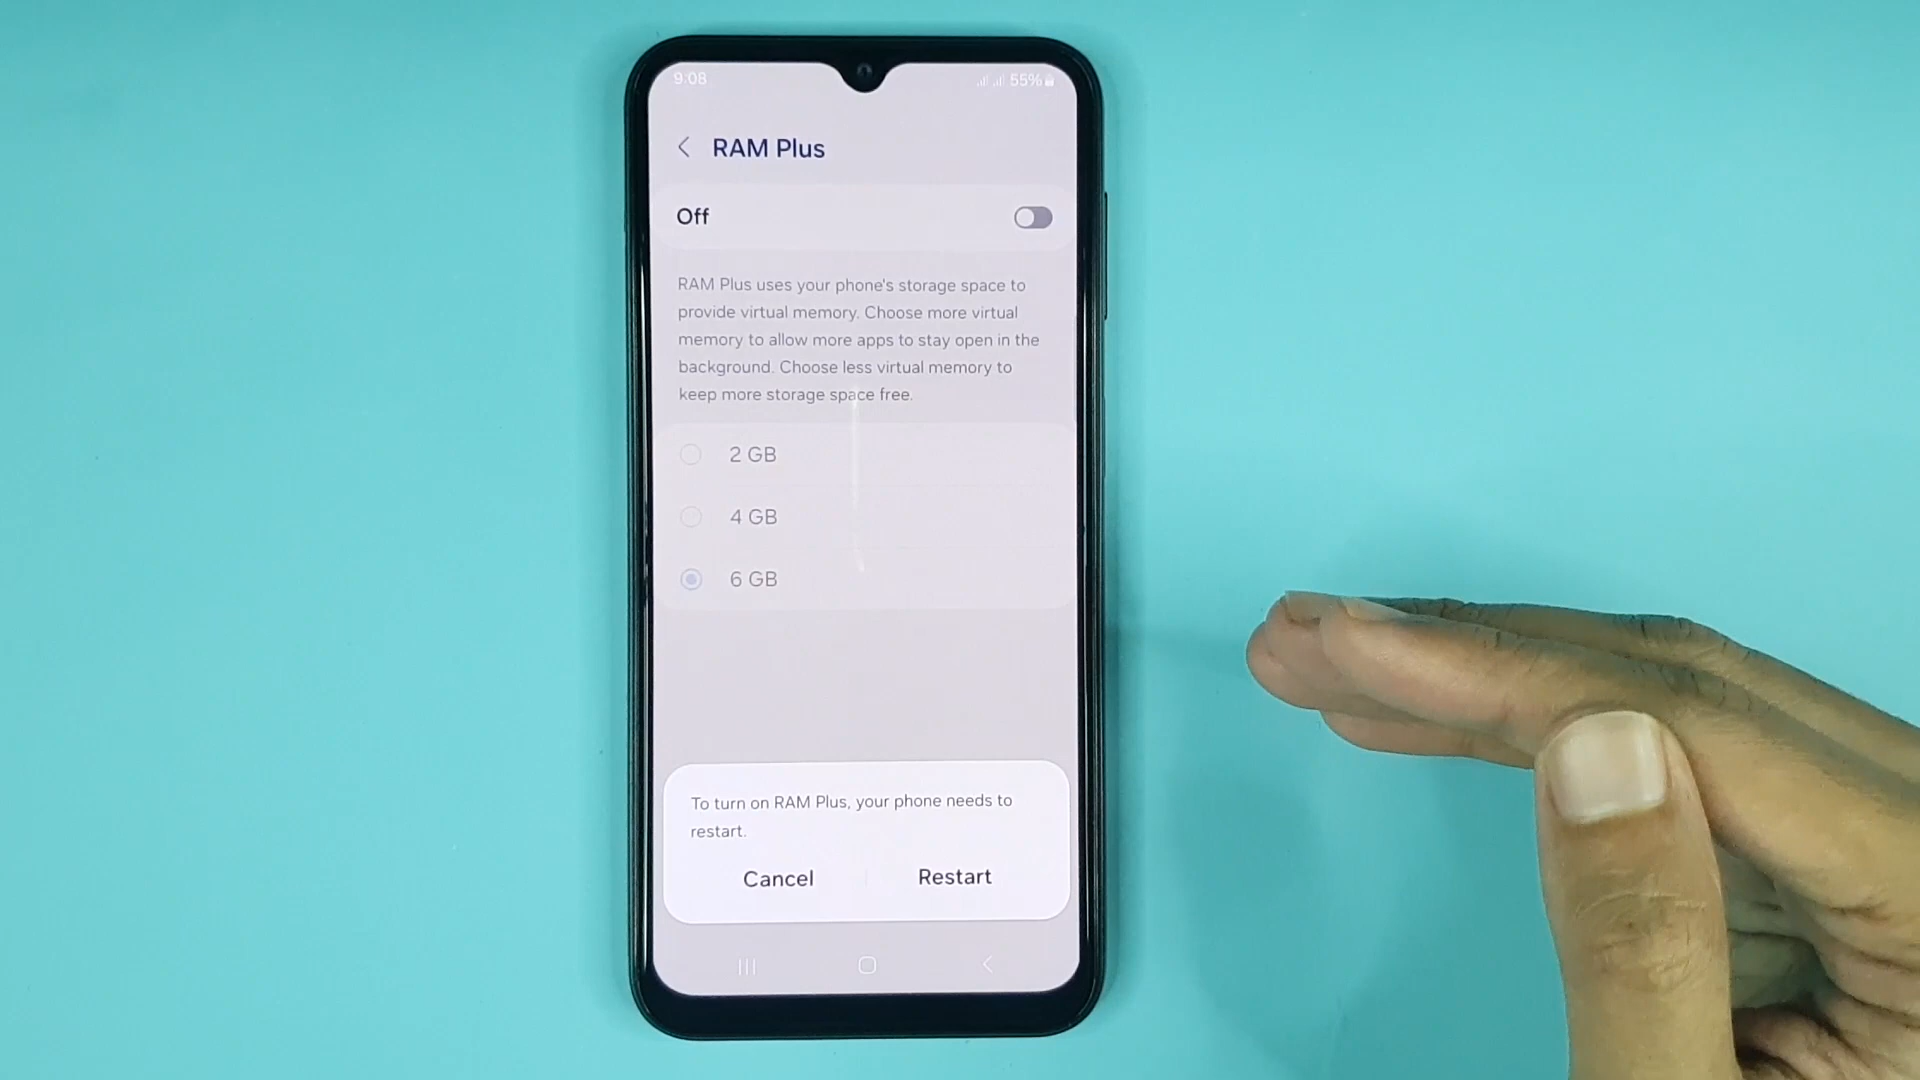 9:08
55%
RAM Plus
Off
RAM Plus uses your phone's storage space to
provide virtual memory. Choose more virtual
memory to allow more apps to stay open in the
background. Choose less virtual memory to
keep more storage space free.
2 GB
4 GB
6 GB
To turn on RAM Plus, your phone needs to
restart.
Cancel
Restart